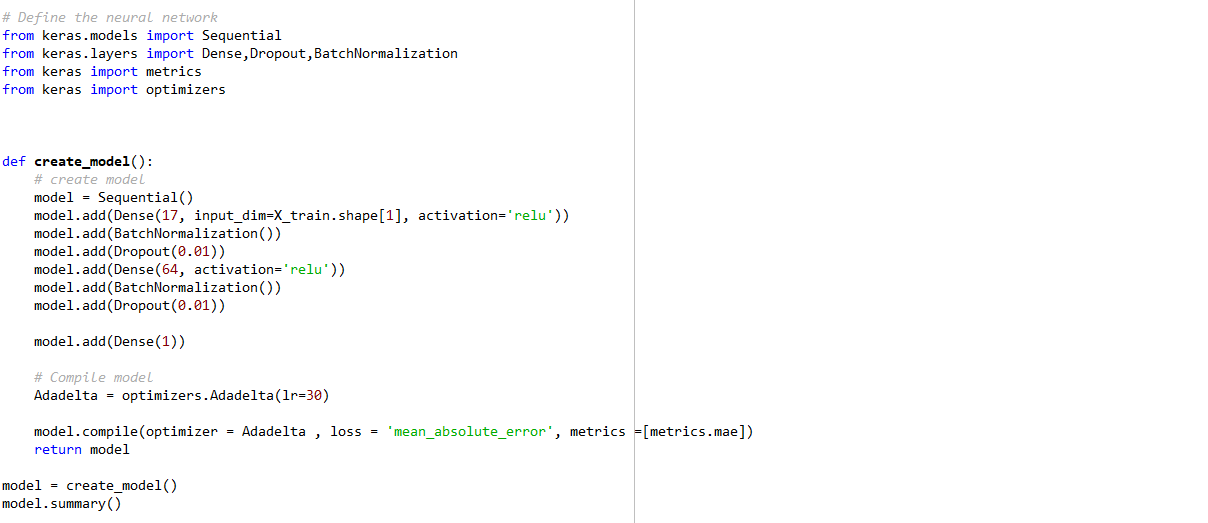 # Define the neural network
from keras.models import Sequential
from keras.layers import Dense,Dropout,BatchNormalization
from keras import metrics
from keras import optimizers
def create_model():
    # create model
    model = Sequential()
    model.add(Dense(17, input_dim=X_train.shape[1], activation='relu'))
    model.add(BatchNormalization())
    model.add(Dropout(0.01))
    model.add(Dense(64, activation='relu'))
    model.add(BatchNormalization())
    model.add(Dropout(0.01))
    model.add(Dense(1))
    # Compile model
    Adadelta = optimizers.Adadelta(lr=30)
    model.compile(optimizer = Adadelta , loss = 'mean_absolute_error', metrics =[metrics.mae])
    return model
model = create_model()
model.summary()